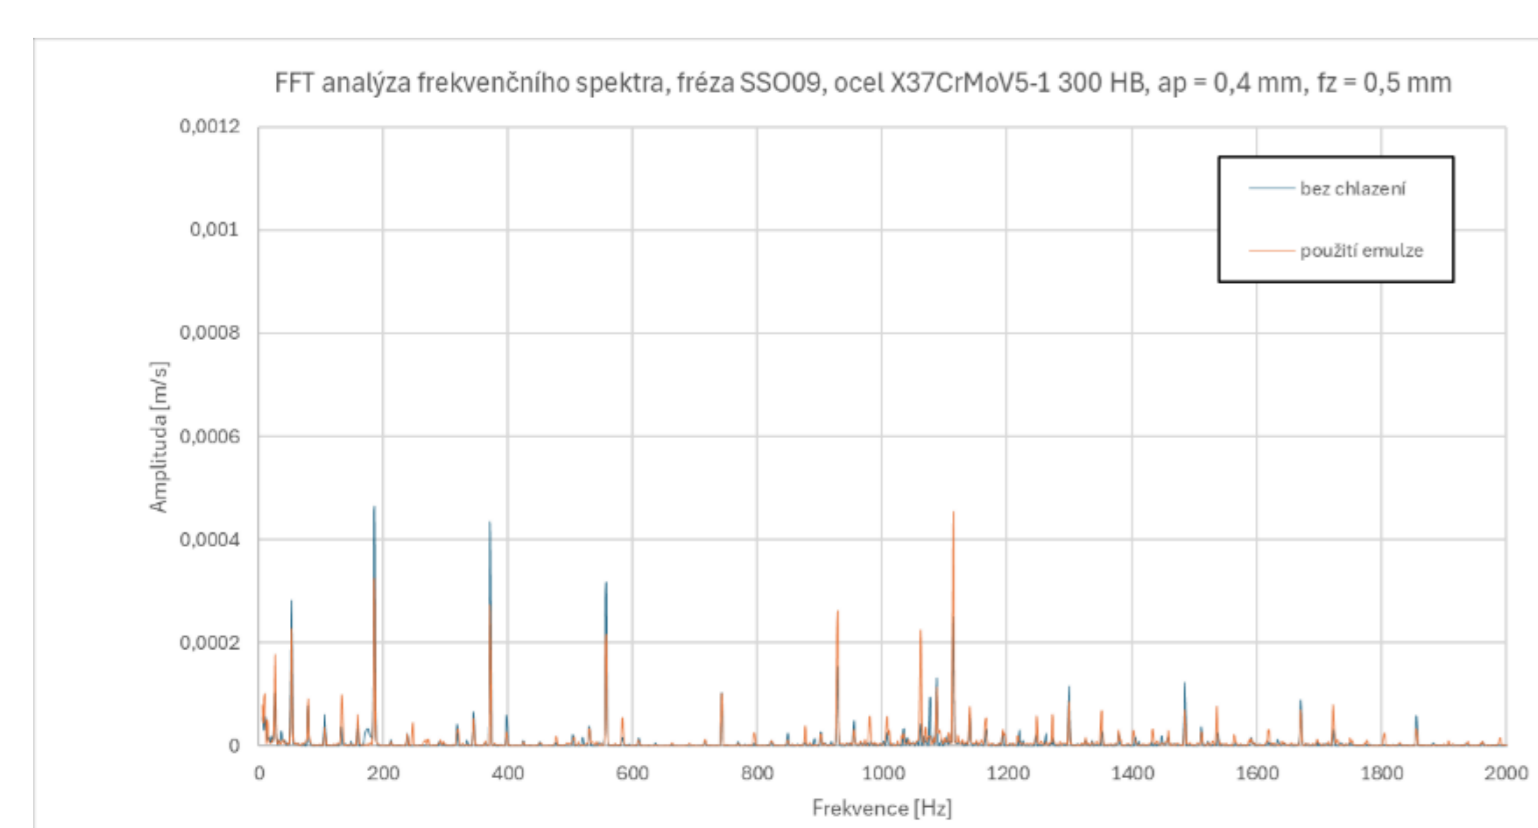 FFT analýza frekvenčního spektra, fréza SSO09, ocel X37CrMoV5-1 300 HB, ap = 0,4 mm, fz = 0,5 mm
0,0012
0,001
0,0008
0,0006
0,0004
0,0002
0
Amplituda [m/s]
bez chlazení
použití emulze
0 200 400 600 800 1000 1200 1400 1600 1800 2000
Frekvence [Hz]